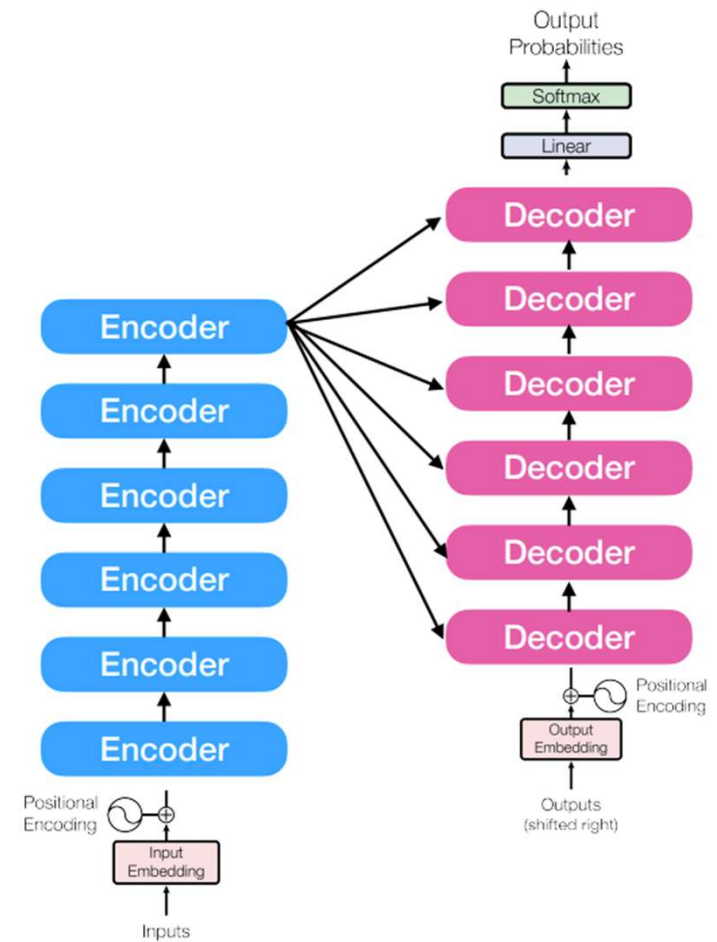 Output
Probabilities
Softmax
Linear
Decoder
Decoder
Decoder
Decoder
Decoder
Decoder
Positional
Encoding
Output
Embedding
Outputs
(shifted right)
Encoder
Encoder
Encoder
Encoder
Encoder
Encoder
Positional
Encoding
Input
Embedding
Inputs